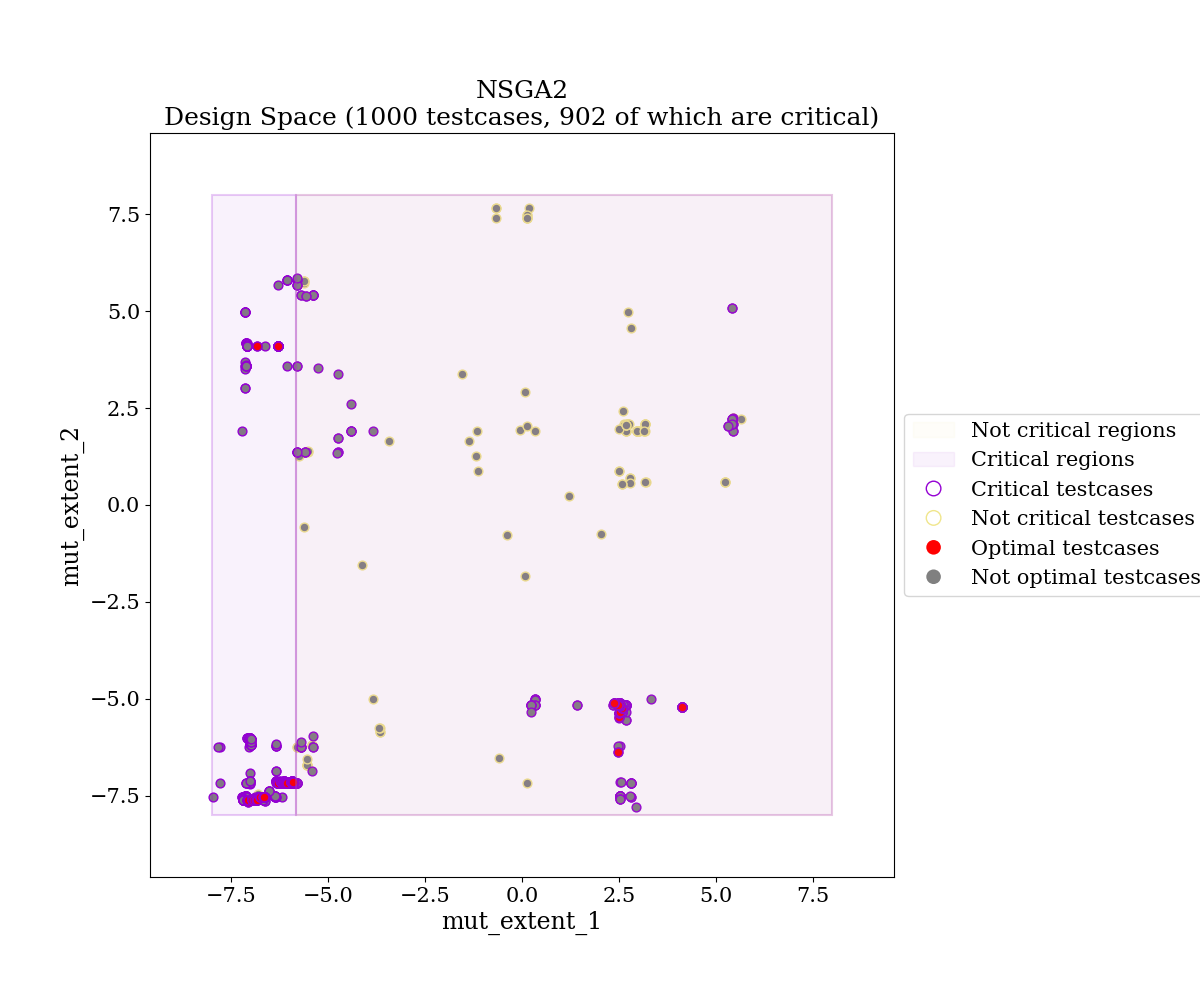 NSGA2
Design Space (1000 testcases, 902 of which are critical)
7.5
5.0
2.5
0.0
−2.5
−5.0
−7.5
mut_extent_2
−7.5
−5.0
−2.5
0.0
2.5
5.0
7.5
mut_extent_1
Not critical regions
Critical regions
Critical testcases
Not critical testcases
Optimal testcases
Not optimal testcases